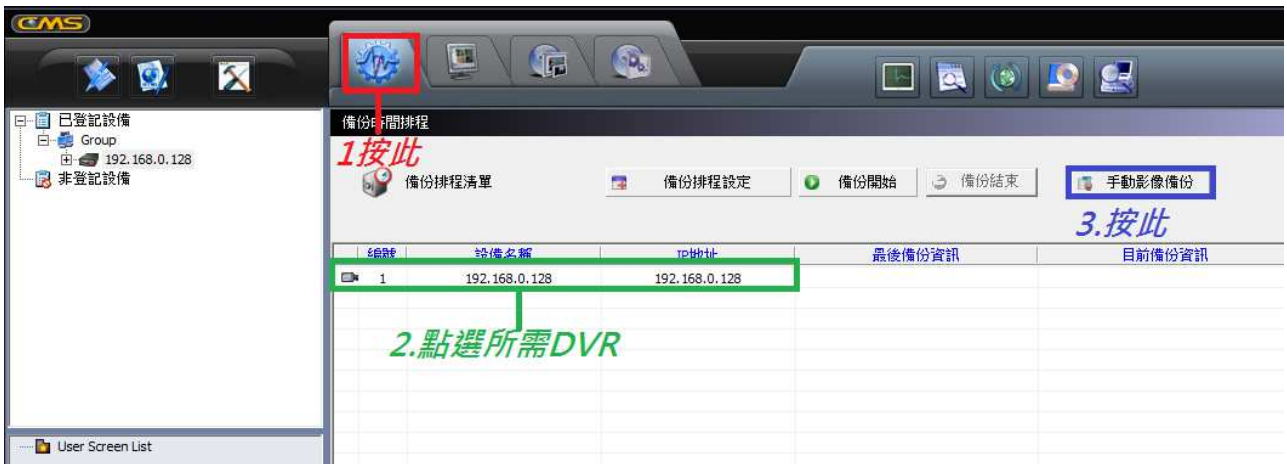 CMS
已登記設備
Group
192.168.0.128
非登記設備
User Screen List
備份時間排程
1按此
備份排程清單
備份排程設定
備份開始
備份結束
手動影像備份
3.按此
編號 設備名稱 IP地址 最後備份資訊 目前備份資訊
1 192.168.0.128 192.168.0.128
2.點選所需DVR